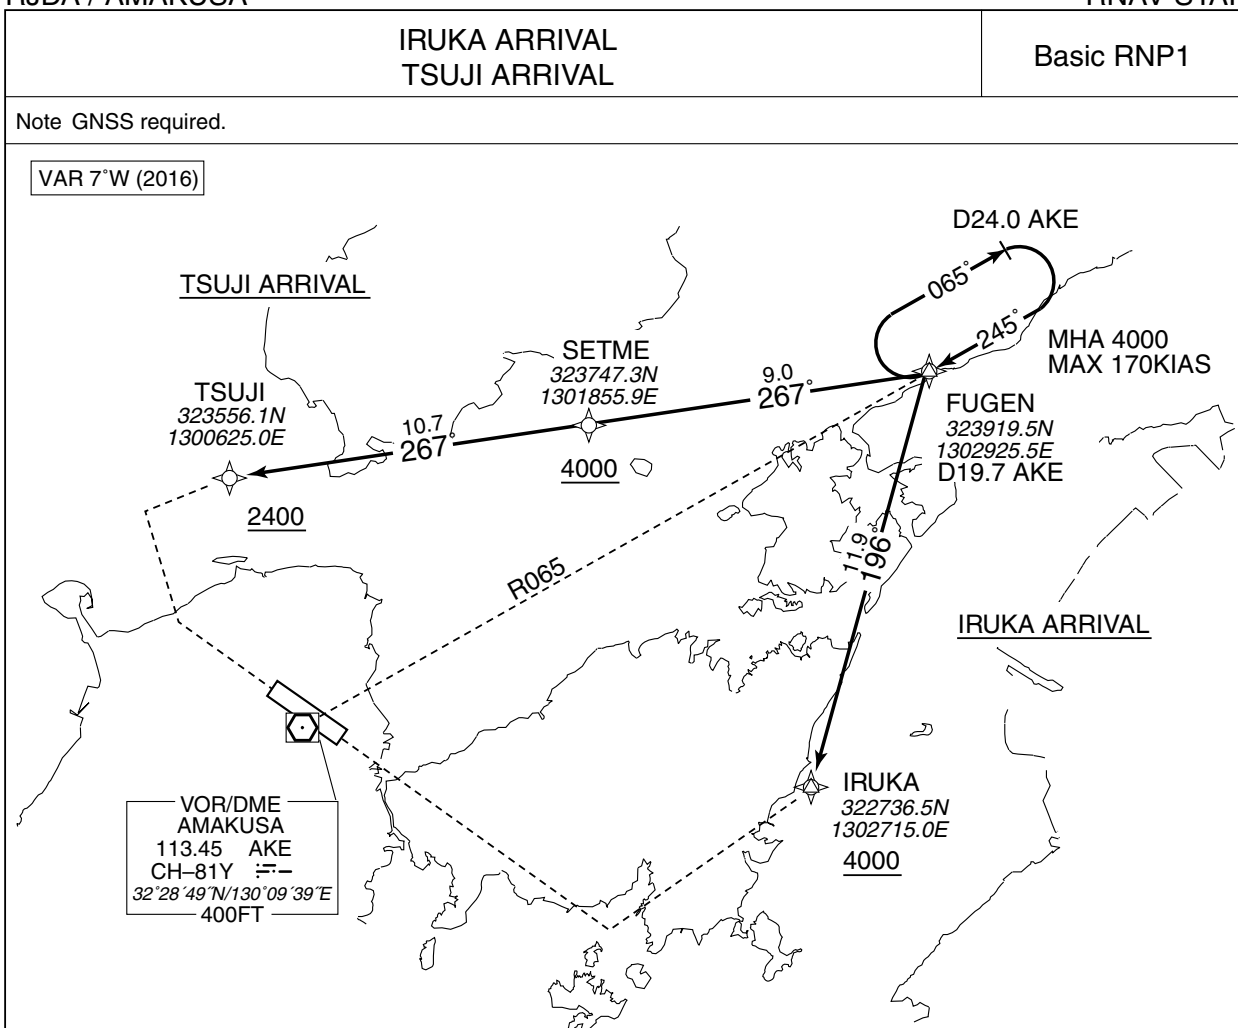 RJDA / AMAKUSA
RNAV STAR
IRUKA ARRIVAL
TSUJI ARRIVAL
Basic RNP1
Note GNSS required.
VAR 7°W (2016)
D24.0 AKE
TSUJI ARRIVAL
065°
245°
MHA 4000
MAX 170KIAS
SETME
323747.3N
1301855.9E
9.0
267°
TSUJI
323556.1N
1300625.0E
10.7
267°
FUGEN
323919.5N
1302925.5E
D19.7 AKE
4000
2400
11.9
196°
R065
IRUKA ARRIVAL
IRUKA
322736.5N
1302715.0E
4000
VOR/DME
AMAKUSA
113.45 AKE
CH–81Y
32°28´49˝N/130°09´39˝E
400FT